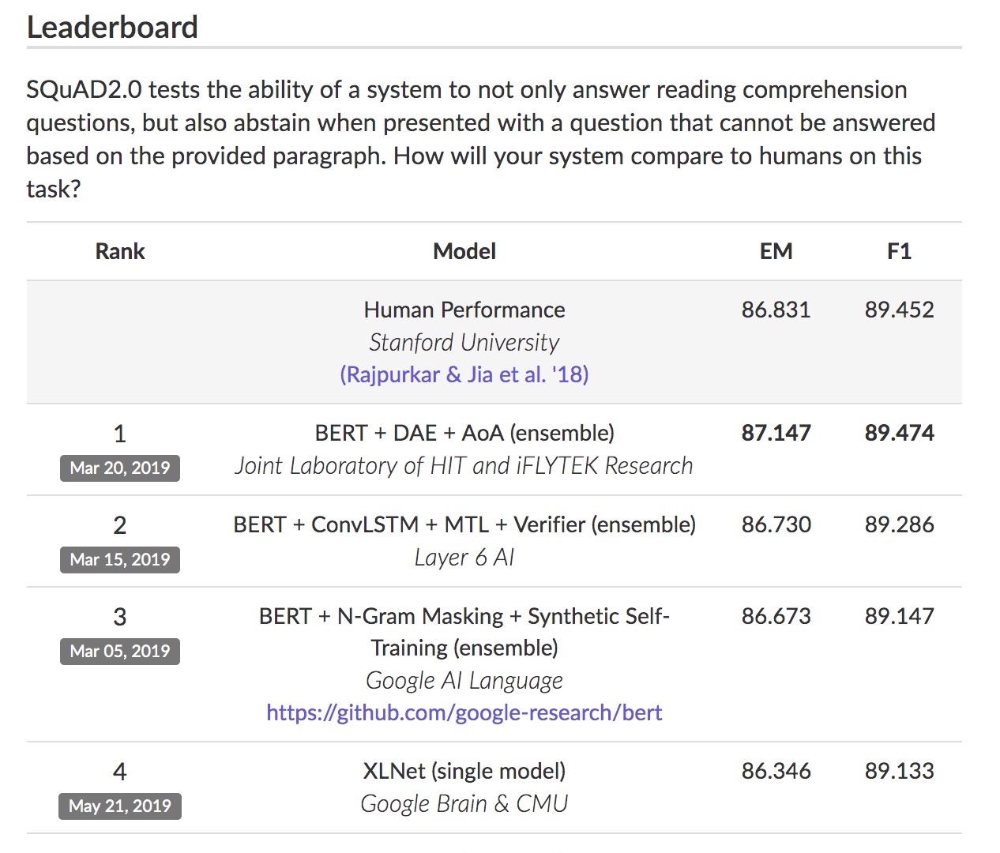 Leaderboard
SQuAD2.0 tests the ability of a system to not only answer reading comprehension
questions, but also abstain when presented with a question that cannot be answered
based on the provided paragraph. How will your system compare to humans on this
task?
Rank Model EM F1
Human Performance 86.831 89.452
Stanford University
(Rajpurkar & Jia et al. '18)
1 BERT + DAE + AoA (ensemble) 87.147 89.474
Mar 20, 2019 Joint Laboratory of HIT and iFLYTEK Research
2 BERT + ConvLSTM + MTL + Verifier (ensemble) 86.730 89.286
Mar 15, 2019 Layer 6 AI
3 BERT + N-Gram Masking + Synthetic Self- 86.673 89.147
Mar 05, 2019 Training (ensemble)
Google AI Language
https://github.com/google-research/bert
4 XLNet (single model) 86.346 89.133
May 21, 2019 Google Brain & CMU